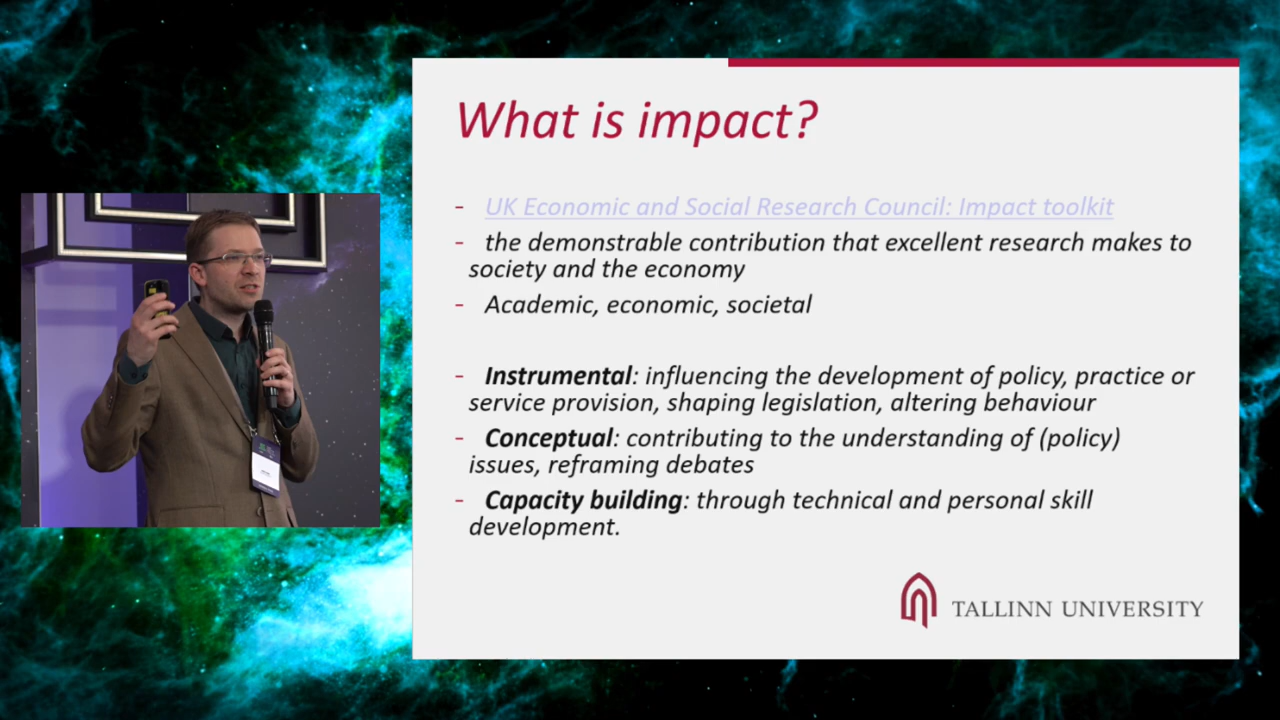 What is impact?
- UK Economic and Social Research Council: Impact toolkit
- the demonstrable contribution that excellent research makes to
society and the economy
- Academic, economic, societal
- Instrumental: influencing the development of policy, practice or
service provision, shaping legislation, altering behaviour
- Conceptual: contributing to the understanding of (policy)
issues, reframing debates
- Capacity building: through technical and personal skill
development.
TALLINN UNIVERSITY